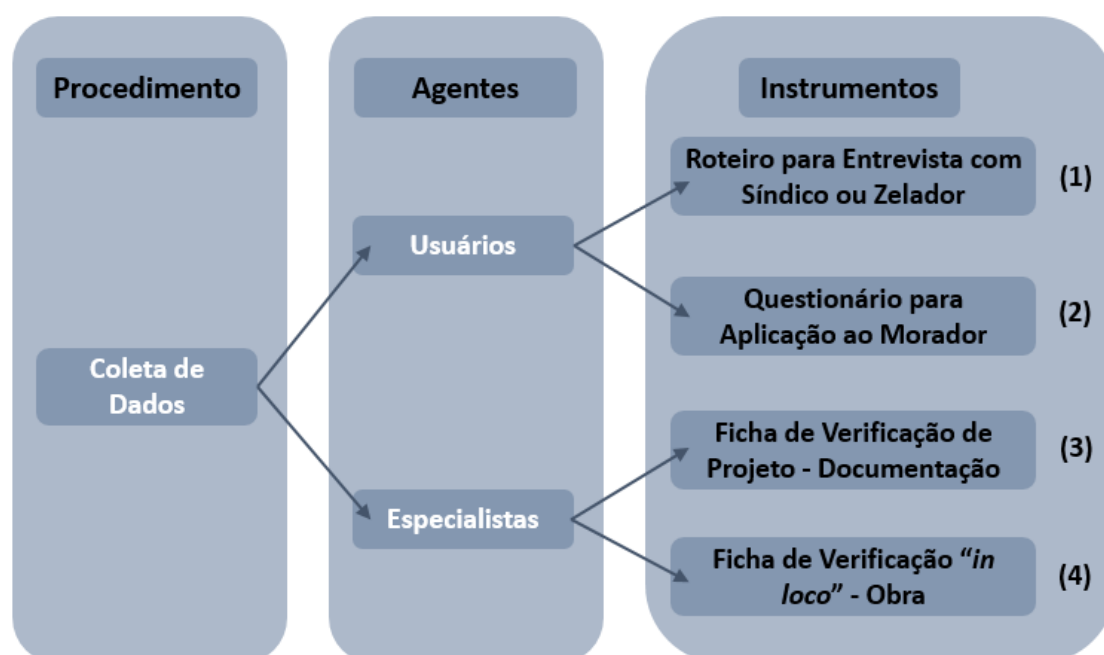 Procedimento
Agentes
Instrumentos
Coleta de
Dados
Usuários
Especialistas
Roteiro para Entrevista com
Síndico ou Zelador
(1)
Questionário para
Aplicação ao Morador
(2)
Ficha de Verificação de
Projeto - Documentação
(3)
Ficha de Verificação “in
loco” - Obra
(4)